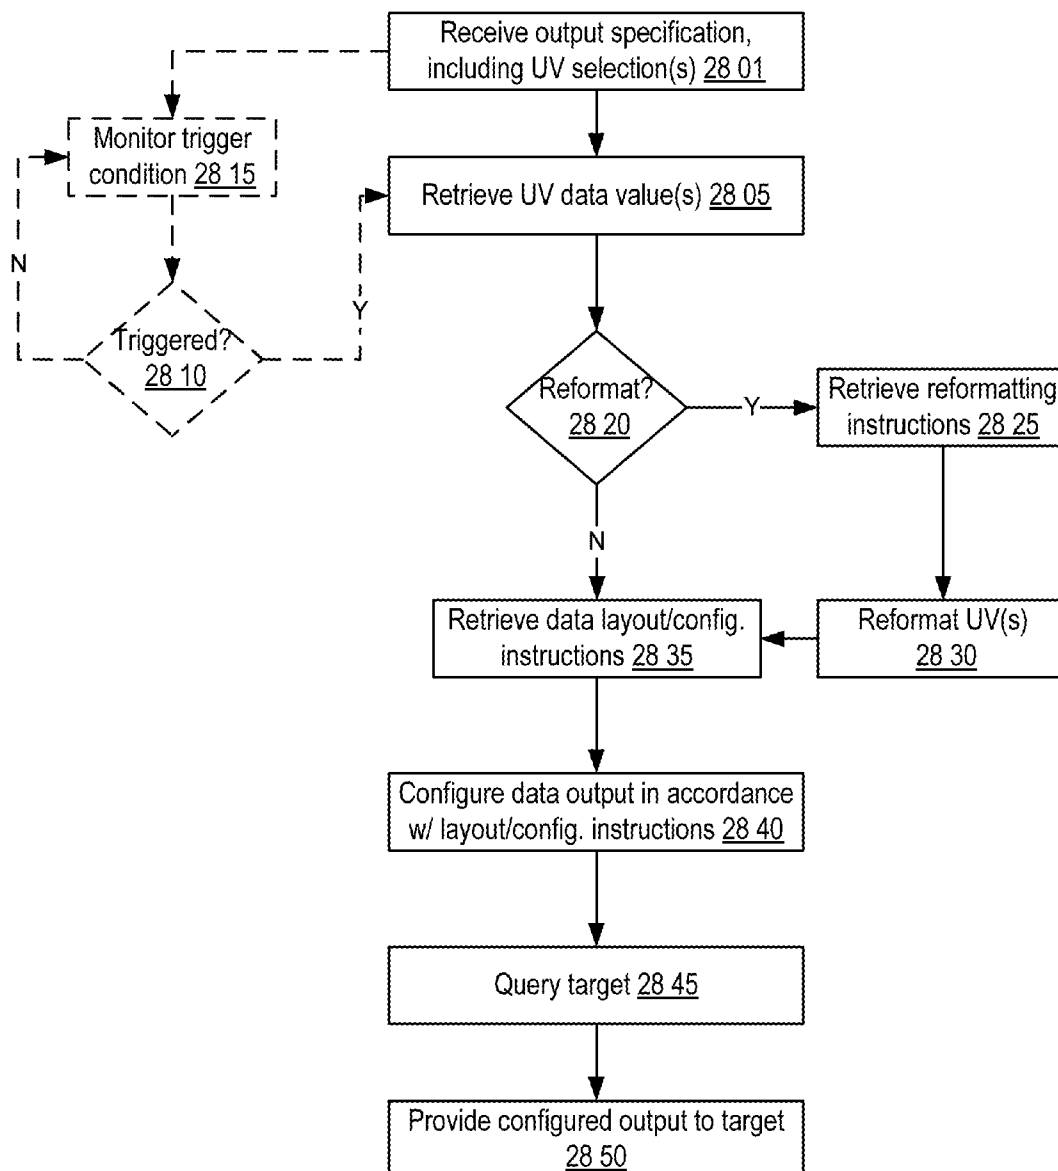 Receive output specification,
including UV selection(s) 28 01
Monitor trigger
condition 28 15
Retrieve UV data value(s) 28 05
N
Y
Triggered?
28 10
Reformat?
28 20
Y
Retrieve reformatting
instructions 28 25
N
Retrieve data layout/config.
instructions 28 35
Reformat UV(s)
28 30
Configure data output in accordance
w/ layout/config. instructions 28 40
Query target 28 45
Provide configured output to target
28 50